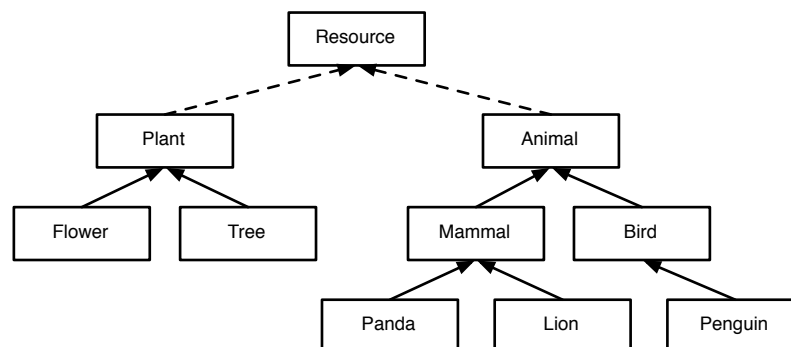 Resource
Plant
Animal
Flower
Tree
Mammal
Bird
Panda
Lion
Penguin